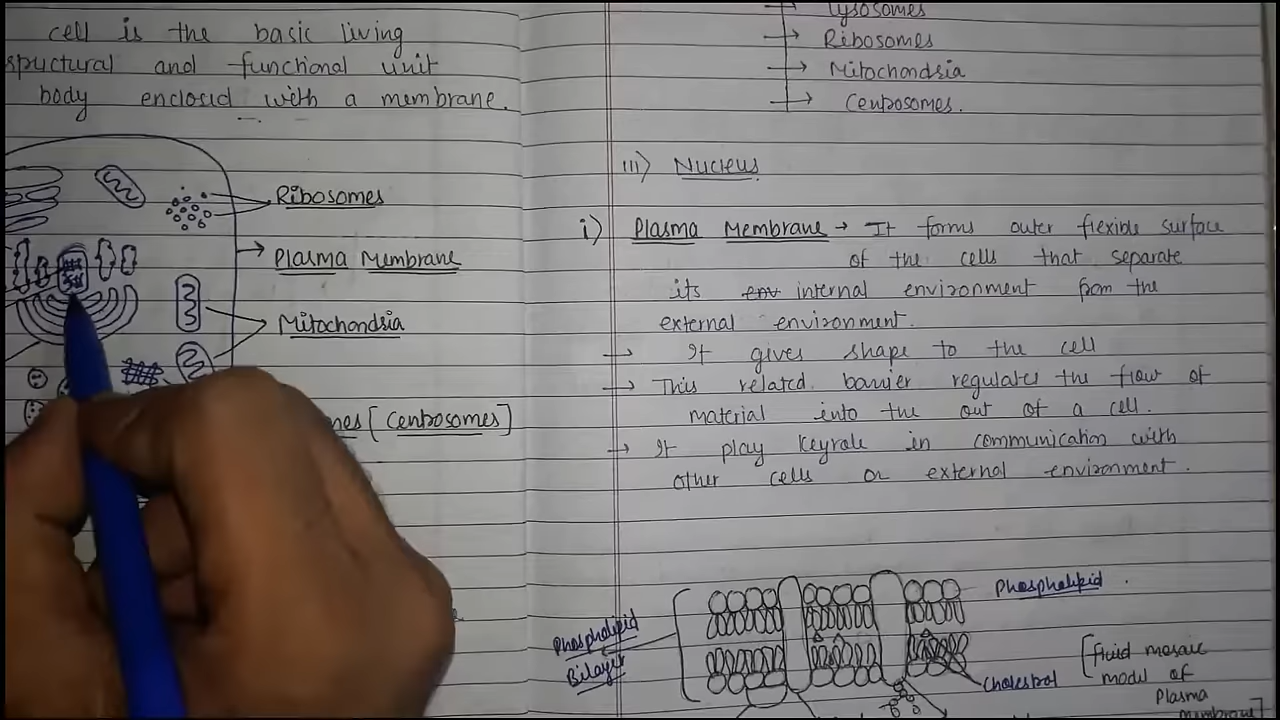 cell is the basic living
structural and functional unit
body enclosed with a membrane.
Ribosomes
Plasma Membrane
Mitochondria
[Centrosomes]
Lysosomes
Ribosomes
Mitochondria
Centrosomes.
III) Nucleus
i) Plasma Membrane → It forms outer flexible surface
of the cells that separate
its env internal environment from the
external environment.
→ It gives shape to the cell
→ This related barrier regulates the flow of
material into the out of a cell.
→ It play keyrole in communication with
other cells or external environment.
Phospholipid
Bilayer
Phospholipid.
Cholestral
[fluid mosaic
model of
Plasma
membrane]